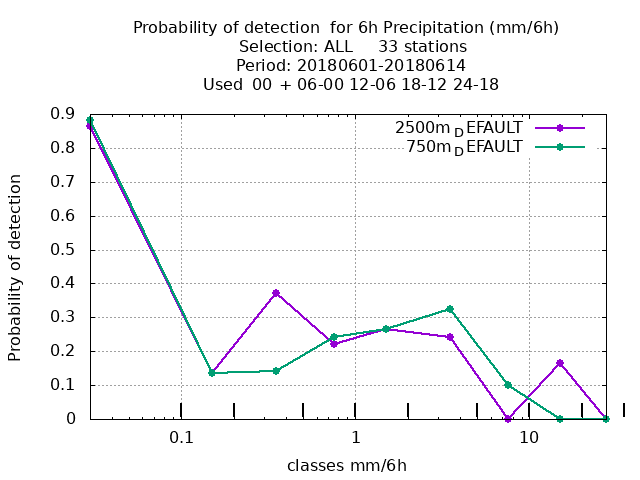 Probability of detection  for 6h Precipitation (mm/6h)
Selection: ALL     33 stations
Period: 20180601-20180614
Used  00  + 06-00 12-06 18-12 24-18
2500m_DEFAULT
750m_DEFAULT
0.9
0.8
0.7
0.6
0.5
0.4
0.3
0.2
0.1
0
Probability of detection
0.1 1 10
classes mm/6h